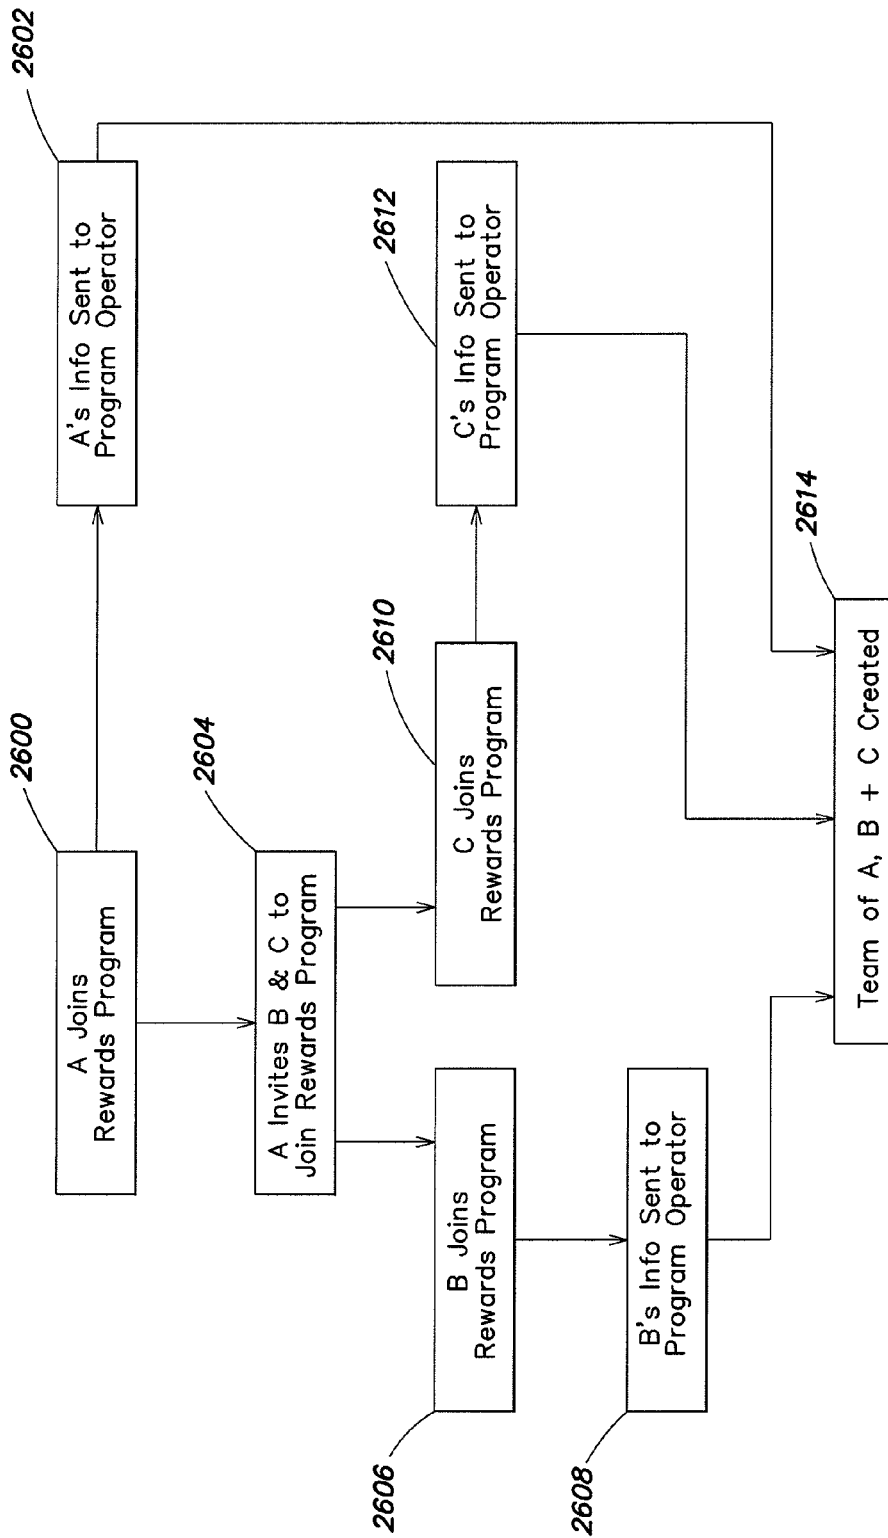 2600
A Joins
Rewards Program
2602
A's Info Sent to
Program Operator
2604
A Invites B & C to
Join Rewards Program
2606
B Joins
Rewards Program
2610
C Joins
Rewards Program
2612
C's Info Sent to
Program Operator
2608
B's Info Sent to
Program Operator
2614
Team of A, B + C Created